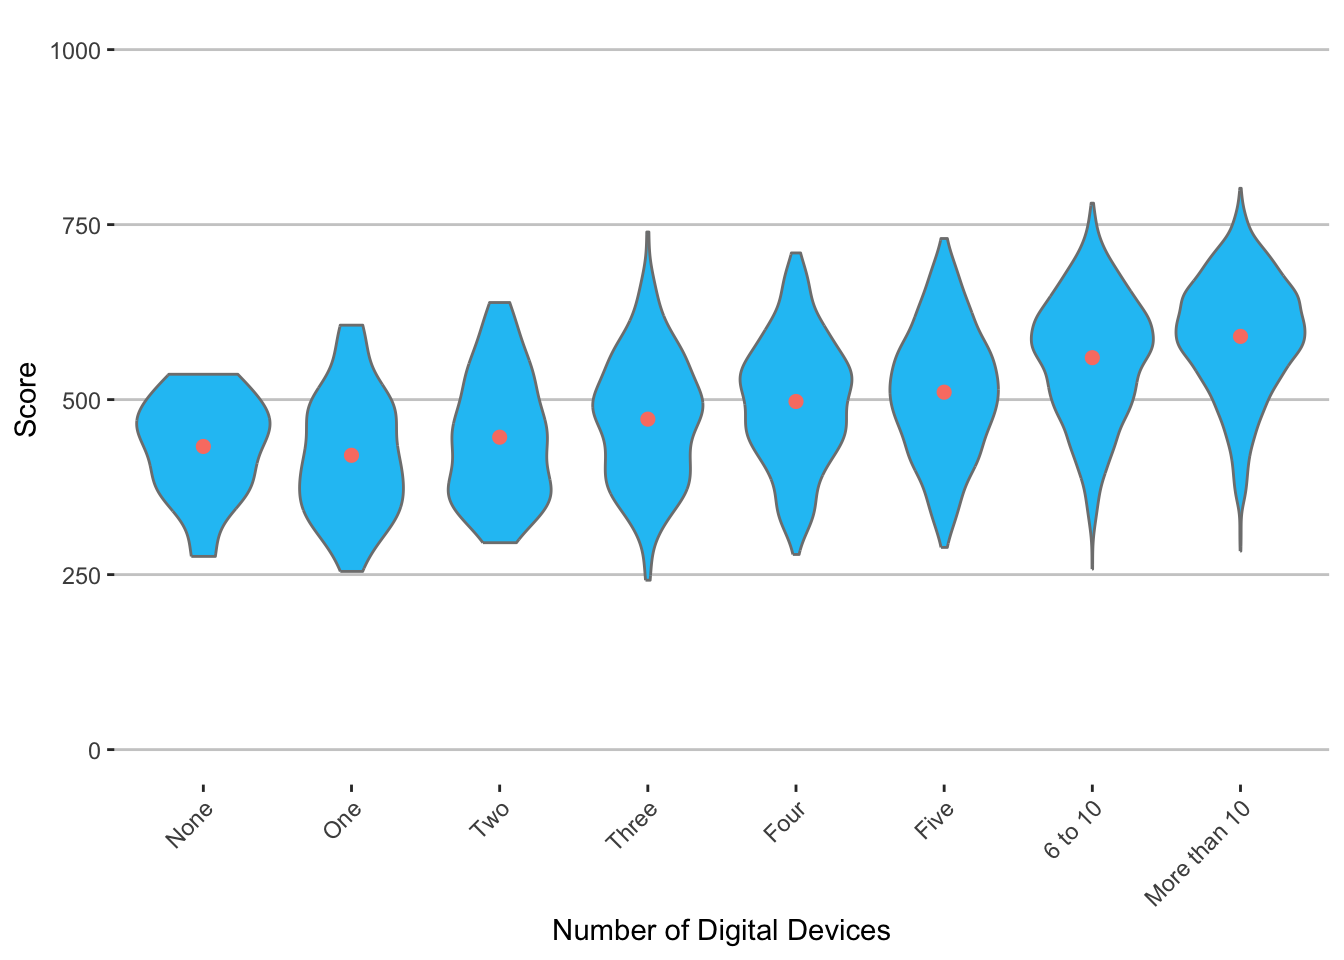 1000
750
500
250
0
Score
None
One
Two
Three
Four
Five
6 to 10
More than 10
Number of Digital Devices